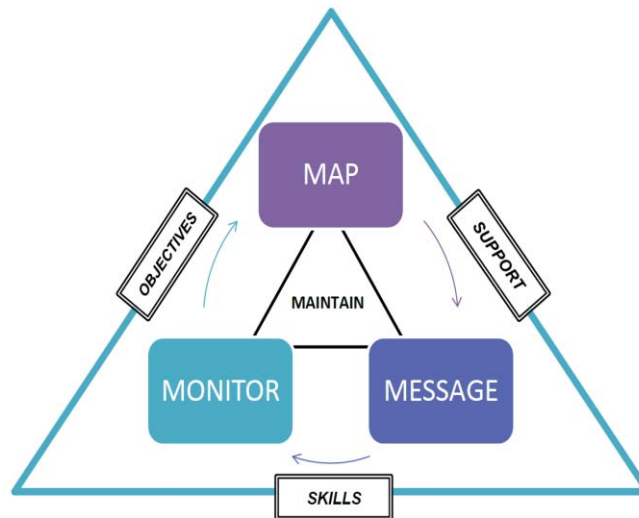 MAP
OBJECTIVES
SUPPORT
MAINTAIN
MONITOR
MESSAGE
SKILLS